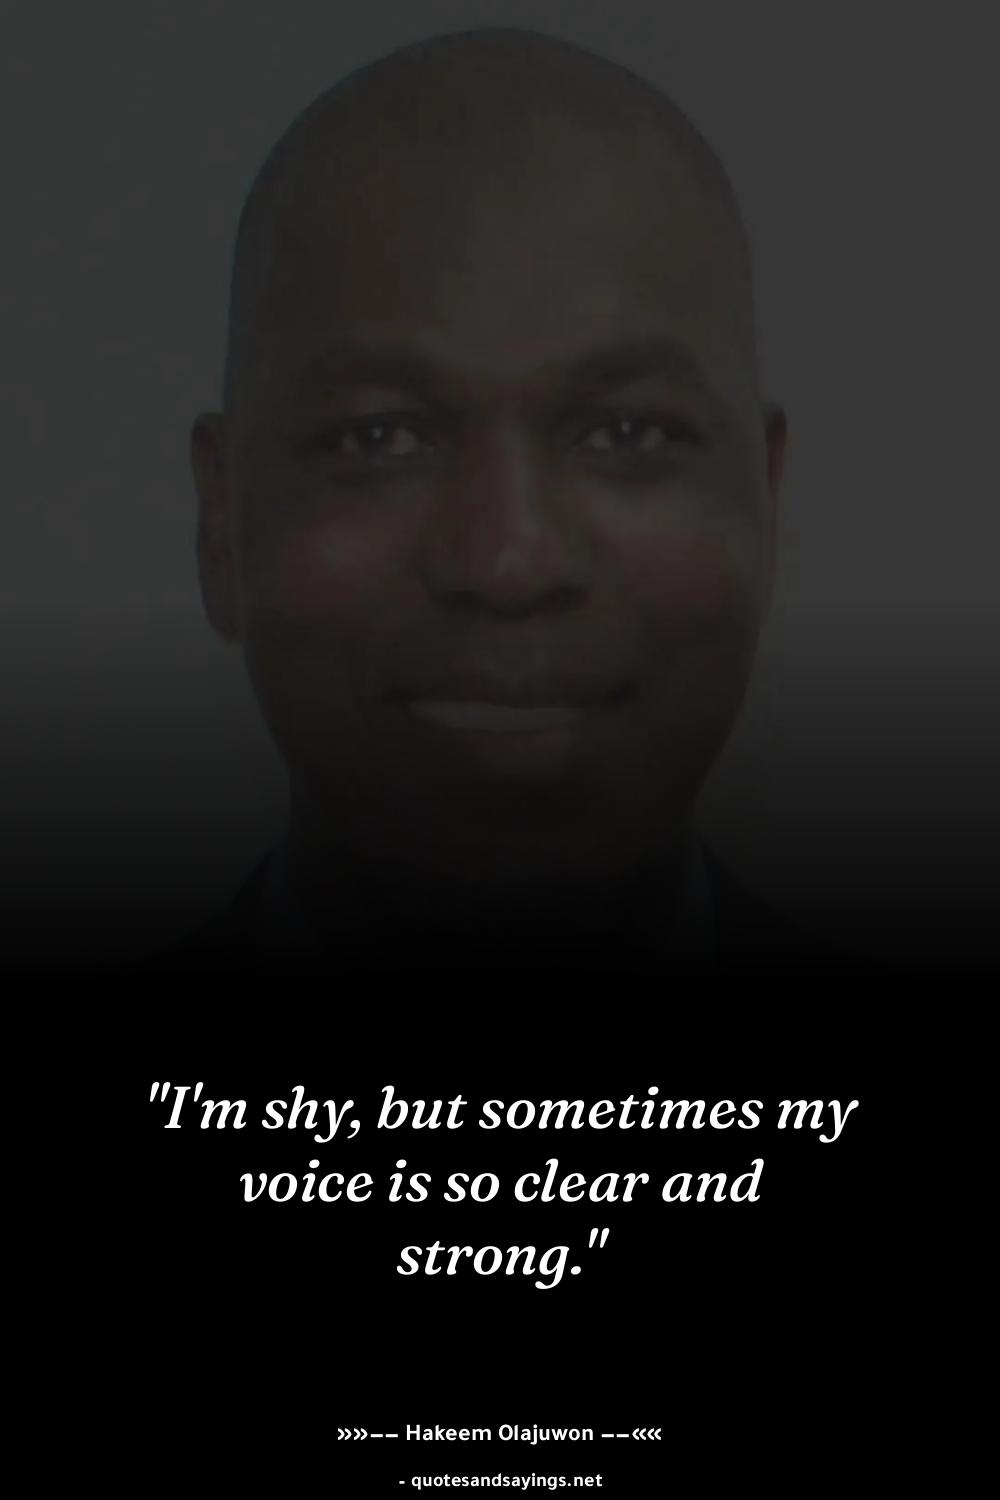 "I'm shy, but sometimes my
voice is so clear and
strong."
»»−− Hakeem Olajuwon −−««
- quotesandsayings.net